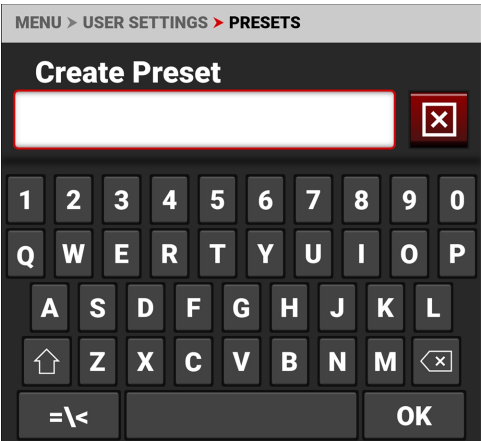 MENU > USER SETTINGS > PRESETS
Create Preset
1 2 3 4 5 6 7 8 9 0
Q W E R T Y U I O P
A S D F G H J K L
Z X C V B N M
=\< OK